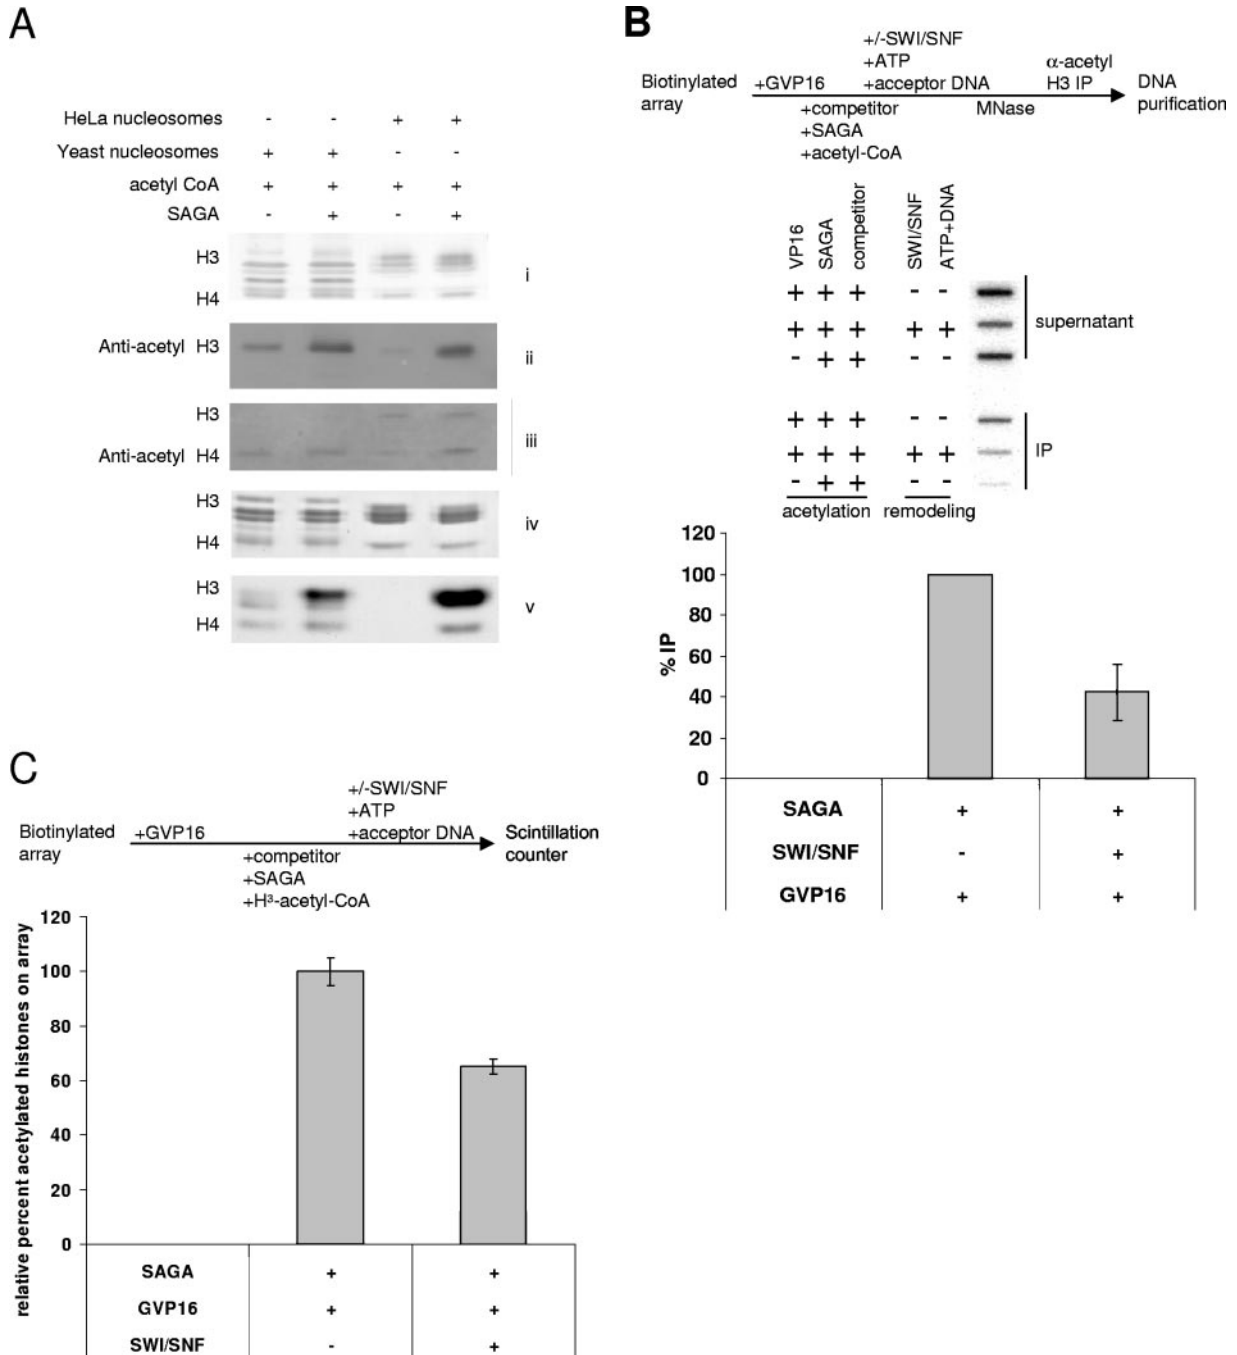 A
HeLa nucleosomes - - + +
Yeast nucleosomes + + - -
acetyl CoA + + + +
SAGA - + - +
H3
H4
i
Anti-acetyl H3
ii
H3
Anti-acetyl H4
iii
H3
H4
iv
H3
H4
v
B
+/-SWI/SNF
+ATP
+acceptor DNA
α-acetyl
H3 IP
Biotinylated
array
+GVP16
DNA
purification
+competitor
+SAGA
+acetyl-CoA
MNase
VP16
SAGA
competitor
SWI/SNF
ATP+DNA
+ + + - -
+ + + + +
- + + - -
supernatant
+ + + - -
+ + + + +
- + + - -
IP
acetylation remodeling
% IP
120
100
80
60
40
20
0
SAGA + +
SWI/SNF - +
GVP16 + +
C
+/-SWI/SNF
+ATP
+acceptor DNA
Biotinylated
array
+GVP16
Scintillation
counter
+competitor
+SAGA
+H³-acetyl-CoA
relative percent acetylated histones on array
120
100
80
60
40
20
0
SAGA + +
GVP16 + +
SWI/SNF - +